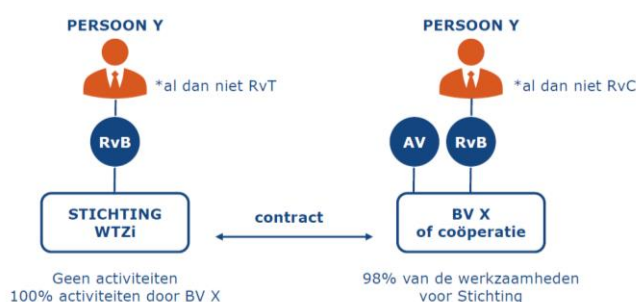 PERSOON Y
*al dan niet RvT
RvB
STICHTING
WTZi
Geen activiteiten
100% activiteiten door BV X
contract
PERSOON Y
*al dan niet RvC
AV
RvB
BV X
of coöperatie
98% van de werkzaamheden
voor Stichting